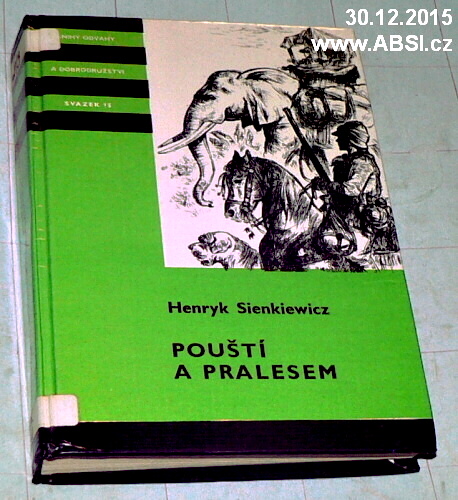 30.12.2015
www.ABSI.cz
A DOBRODRUŽSTVÍ
SVAZEK 15
Henryk Sienkiewicz
POUŠTÍ
A PRALESEM